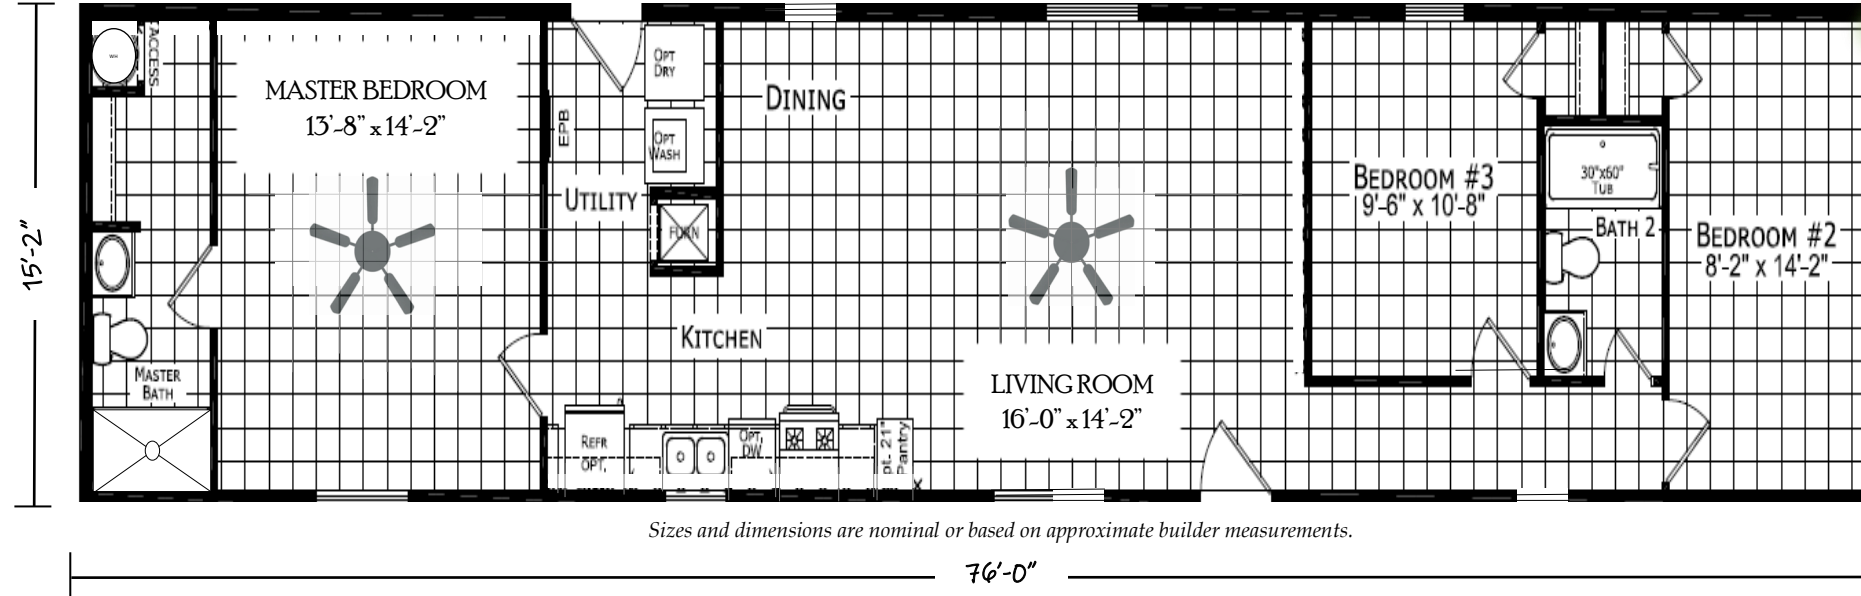 WH
ACCESS
MASTER BEDROOM
13'-8" x 14'-2"
EPB
OPT
DRY
OPT
WASH
UTILITY
FURN
DINING
KITCHEN
LIVING ROOM
16'-0" x 14'-2"
BEDROOM #3
9'-6" x 10'-8"
30"x60"
TUB
BATH 2
BEDROOM #2
8'-2" x 14'-2"
MASTER
BATH
REFR
OPT.
OPT.
DW
pt. 21"
Pantry
15'-2"
Sizes and dimensions are nominal or based on approximate builder measurements.
76'-0"